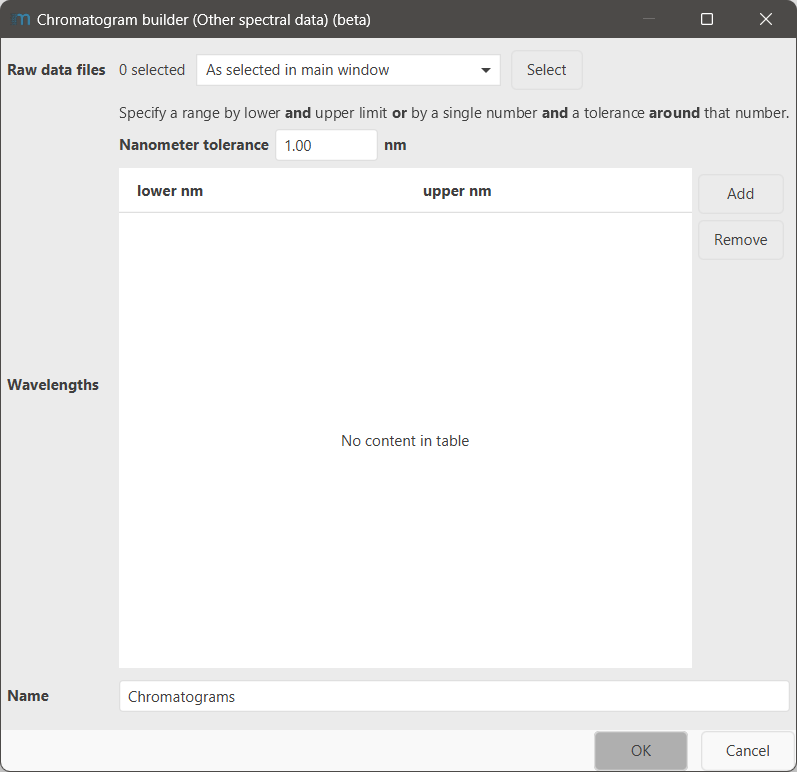 Chromatogram builder (Other spectral data) (beta)
Raw data files 0 selected As selected in main window Select
Specify a range by lower and upper limit or by a single number and a tolerance around that number.
Nanometer tolerance 1.00 nm
lower nm upper nm Add
Remove
Wavelengths
No content in table
Name Chromatograms
OK Cancel